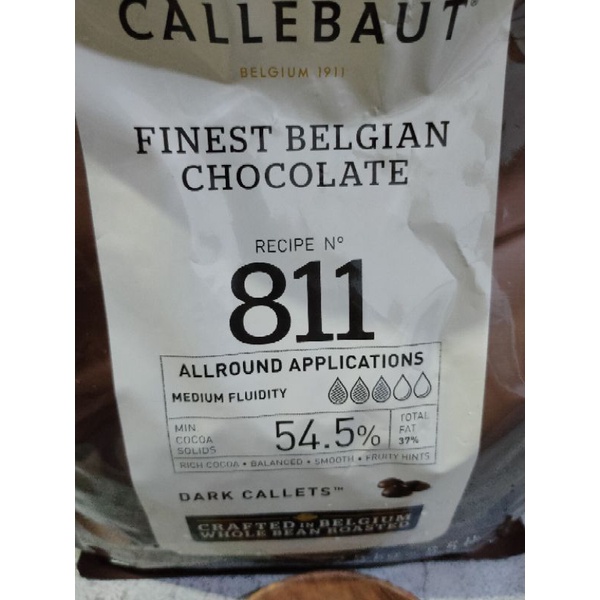 CALLEBAUT®
BELGIUM 1911
FINEST BELGIAN
CHOCOLATE
RECIPE N°
811
ALLROUND APPLICATIONS
MEDIUM FLUIDITY
MIN
COCOA
SOLIDS
54.5%
TOTAL
FAT
37%
RICH COCOA • BALANCED • SMOOTH • FRUITY HINTS
DARK CALLETS™
CRAFTED IN BELGIUM
WHOLE BEAN ROASTED